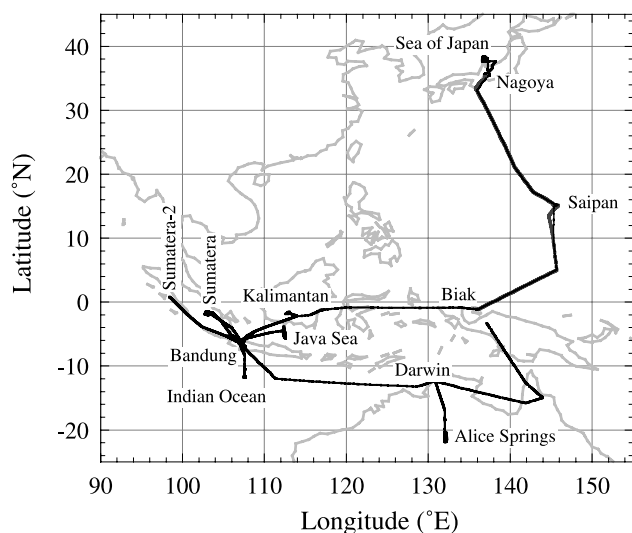 40
30
20
10
0
-10
-20
90
100
110
120
130
140
150
Latitude (˚N)
Longitude (˚E)
Sea of Japan
Nagoya
Saipan
Sumatera-2
Sumatera
Kalimantan
Biak
Java Sea
Bandung
Darwin
Indian Ocean
Alice Springs